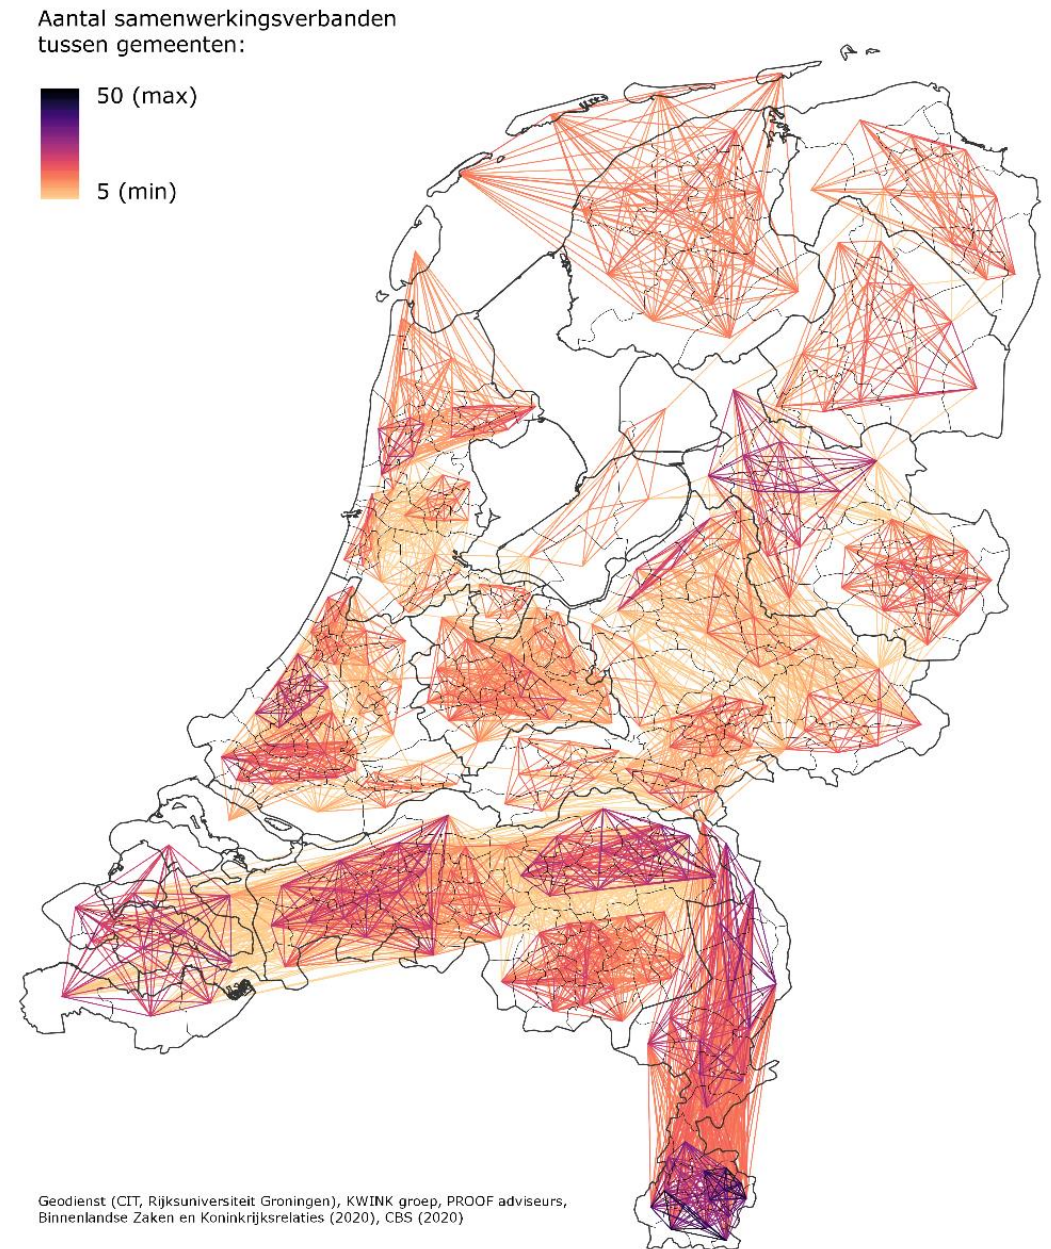 Aantal samenwerkingsverbanden
tussen gemeenten:
50 (max)
5 (min)
Geodienst (CIT, Rijksuniversiteit Groningen), KWINK groep, PROOF adviseurs,
Binnenlandse Zaken en Koninkrijksrelaties (2020), CBS (2020)